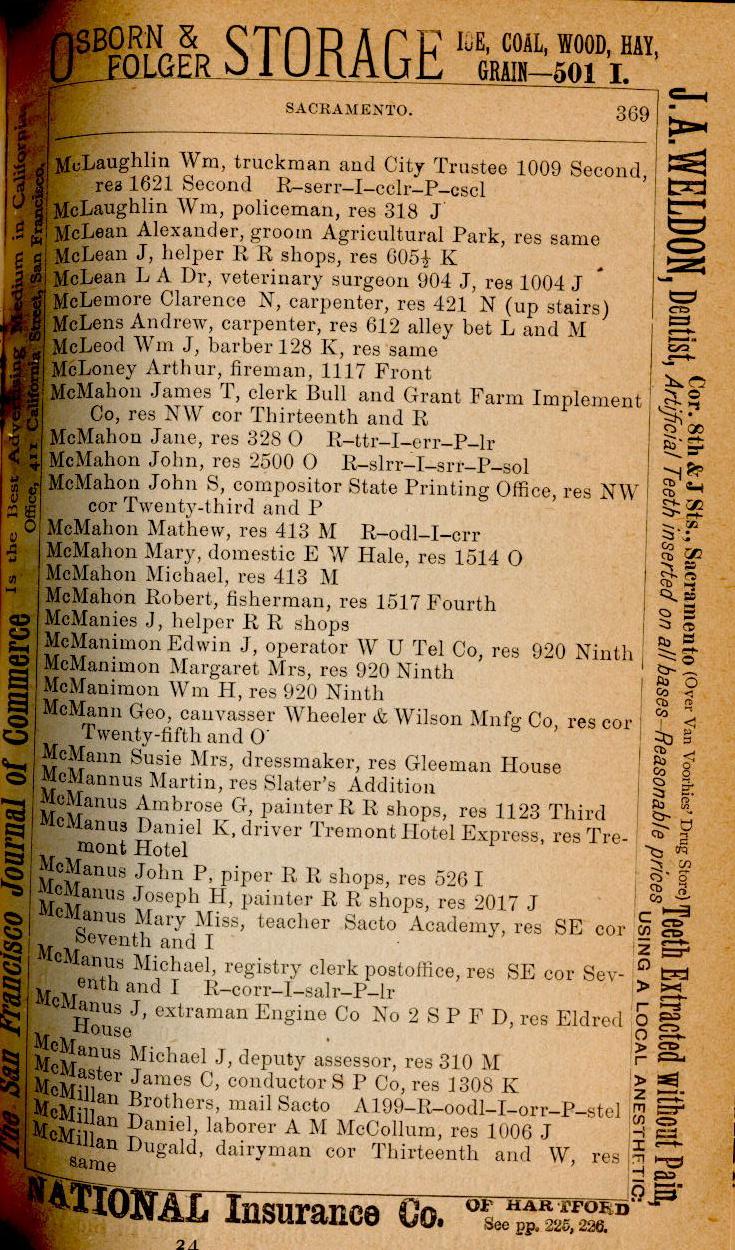 OSBORN & FOLGER STORAGE ICE, COAL, WOOD, HAY,
GRAIN—501 I.
SACRAMENTO. 369
McLaughlin Wm, truckman and City Trustee 1009 Second,
res 1621 Second R–serr–I–cclr–P–cscl
McLaughlin Wm, policeman, res 318 J
McLean Alexander, groom Agricultural Park, res same
McLean J, helper R R shops, res 605½ K
McLean L A Dr, veterinary surgeon 904 J, res 1004 J
McLemore Clarence N, carpenter, res 421 N (up stairs)
McLens Andrew, carpenter, res 612 alley bet L and M
McLeod Wm J, barber 128 K, res same
McLoney Arthur, fireman, 1117 Front
McMahon James T, clerk Bull and Grant Farm Implement
Co, res NW cor Thirteenth and R
McMahon Jane, res 328 O R–ttr–I–err–P–lr
McMahon John, res 2500 O R–slrr–I–srr–P–sol
McMahon John S, compositor State Printing Office, res NW
cor Twenty-third and P
McMahon Mathew, res 413 M R–odl–I–crr
McMahon Mary, domestic E W Hale, res 1514 O
McMahon Michael, res 413 M
McMahon Robert, fisherman, res 1517 Fourth
McManies J, helper R R shops
McManimon Edwin J, operator W U Tel Co, res 920 Ninth
McManimon Margaret Mrs, res 920 Ninth
McManimon Wm H, res 920 Ninth
McMann Geo, canvasser Wheeler & Wilson Mnfg Co, res cor
Twenty-fifth and O
McMann Susie Mrs, dressmaker, res Gleeman House
McMannus Martin, res Slater's Addition
McManus Ambrose G, painter R R shops, res 1123 Third
McManus Daniel K, driver Tremont Hotel Express, res Tre-
mont Hotel
McManus John P, piper R R shops, res 526 I
McManus Joseph H, painter R R shops, res 2017 J
McManus Mary Miss, teacher Sacto Academy, res SE cor
Seventh and I
McManus Michael, registry clerk postoffice, res SE cor Sev-
enth and I R–corr–I–salr–P–lr
McManus J, extraman Engine Co No 2 S P F D, res Eldred
House
McManus Michael J, deputy assessor, res 310 M
McMaster James C, conductor S P Co, res 1308 K
McMillan Brothers, mail Sacto A199–R–oodl–I–orr–P–stel
McMillan Daniel, laborer A M McCollum, res 1006 J
McMillan Dugald, dairyman cor Thirteenth and W, res
same
NATIONAL Insurance Co. OF HARTFORD
See pp. 225, 226.
24
The San Francisco Journal of Commerce Is the Best Advertising Medium in California.
Office, 411 California Street, San Francisco.
J. A. WELDON, Dentist, Cor. 8th & J Sts., Sacramento (Over Van Voorhies' Drug Store) Teeth Extracted without Pain,
Artificial Teeth inserted on all bases—Reasonable prices USING A LOCAL ANESTHETIC.